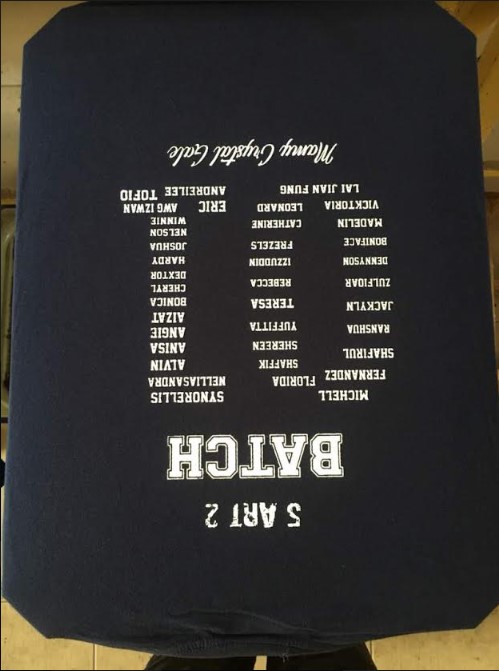 5 ART 2
BATCH
MICHELL SYNORELLIS
FERNANDEZ FLORIDA NELLIASANDRA
SHAFIRUL SHAFFIK ALVIN
SHEREEN ANISA
RANSHUA YUFFITTA ANGIE
AIZAT
JACKYLN TERESA BONICA
ZULFIQAR REBECCA CHERYL
DEXTOR
DENNYSON IZZUDDIN HARDY
BONIFACE FREZELS JOSHUA
NELSON
MADELIN CATHERINE WINNIE
VICKTORIA LEONARD ERIC AWG IZWAN
LAI JIAN FUNG ANDREILEE TOFIO
Mamy Crystal Gale